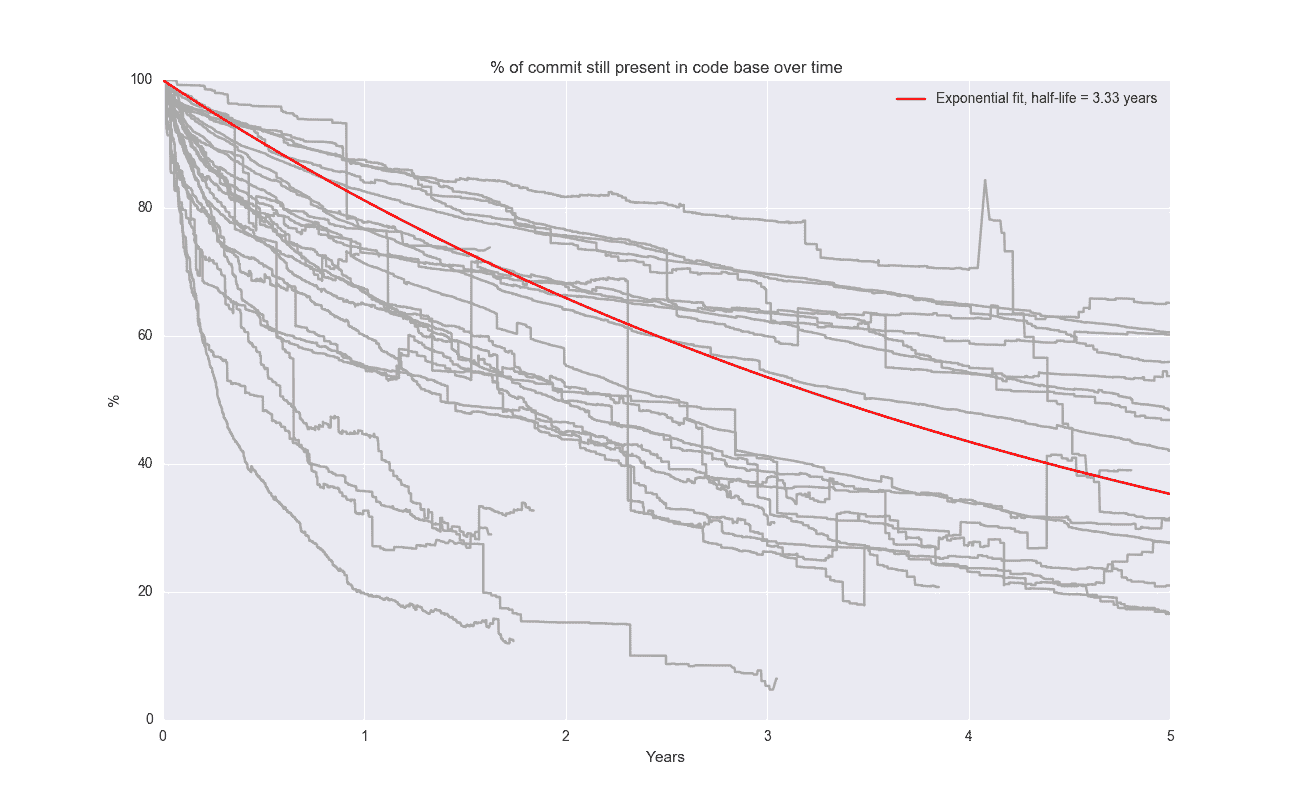 % of commit still present in code base over time
Exponential fit, half-life = 3.33 years
100
80
60
40
20
0
%
0 1 2 3 4 5
Years